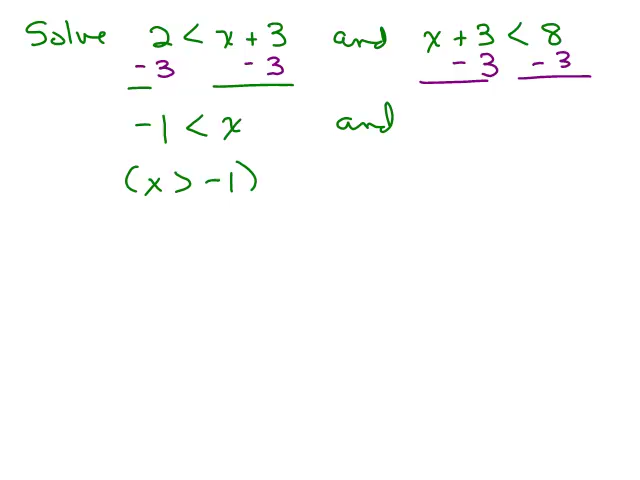 Solve 2 < x + 3 and x + 3 < 8
- 3 - 3 - 3 - 3
- 1 < x and
(x > - 1)